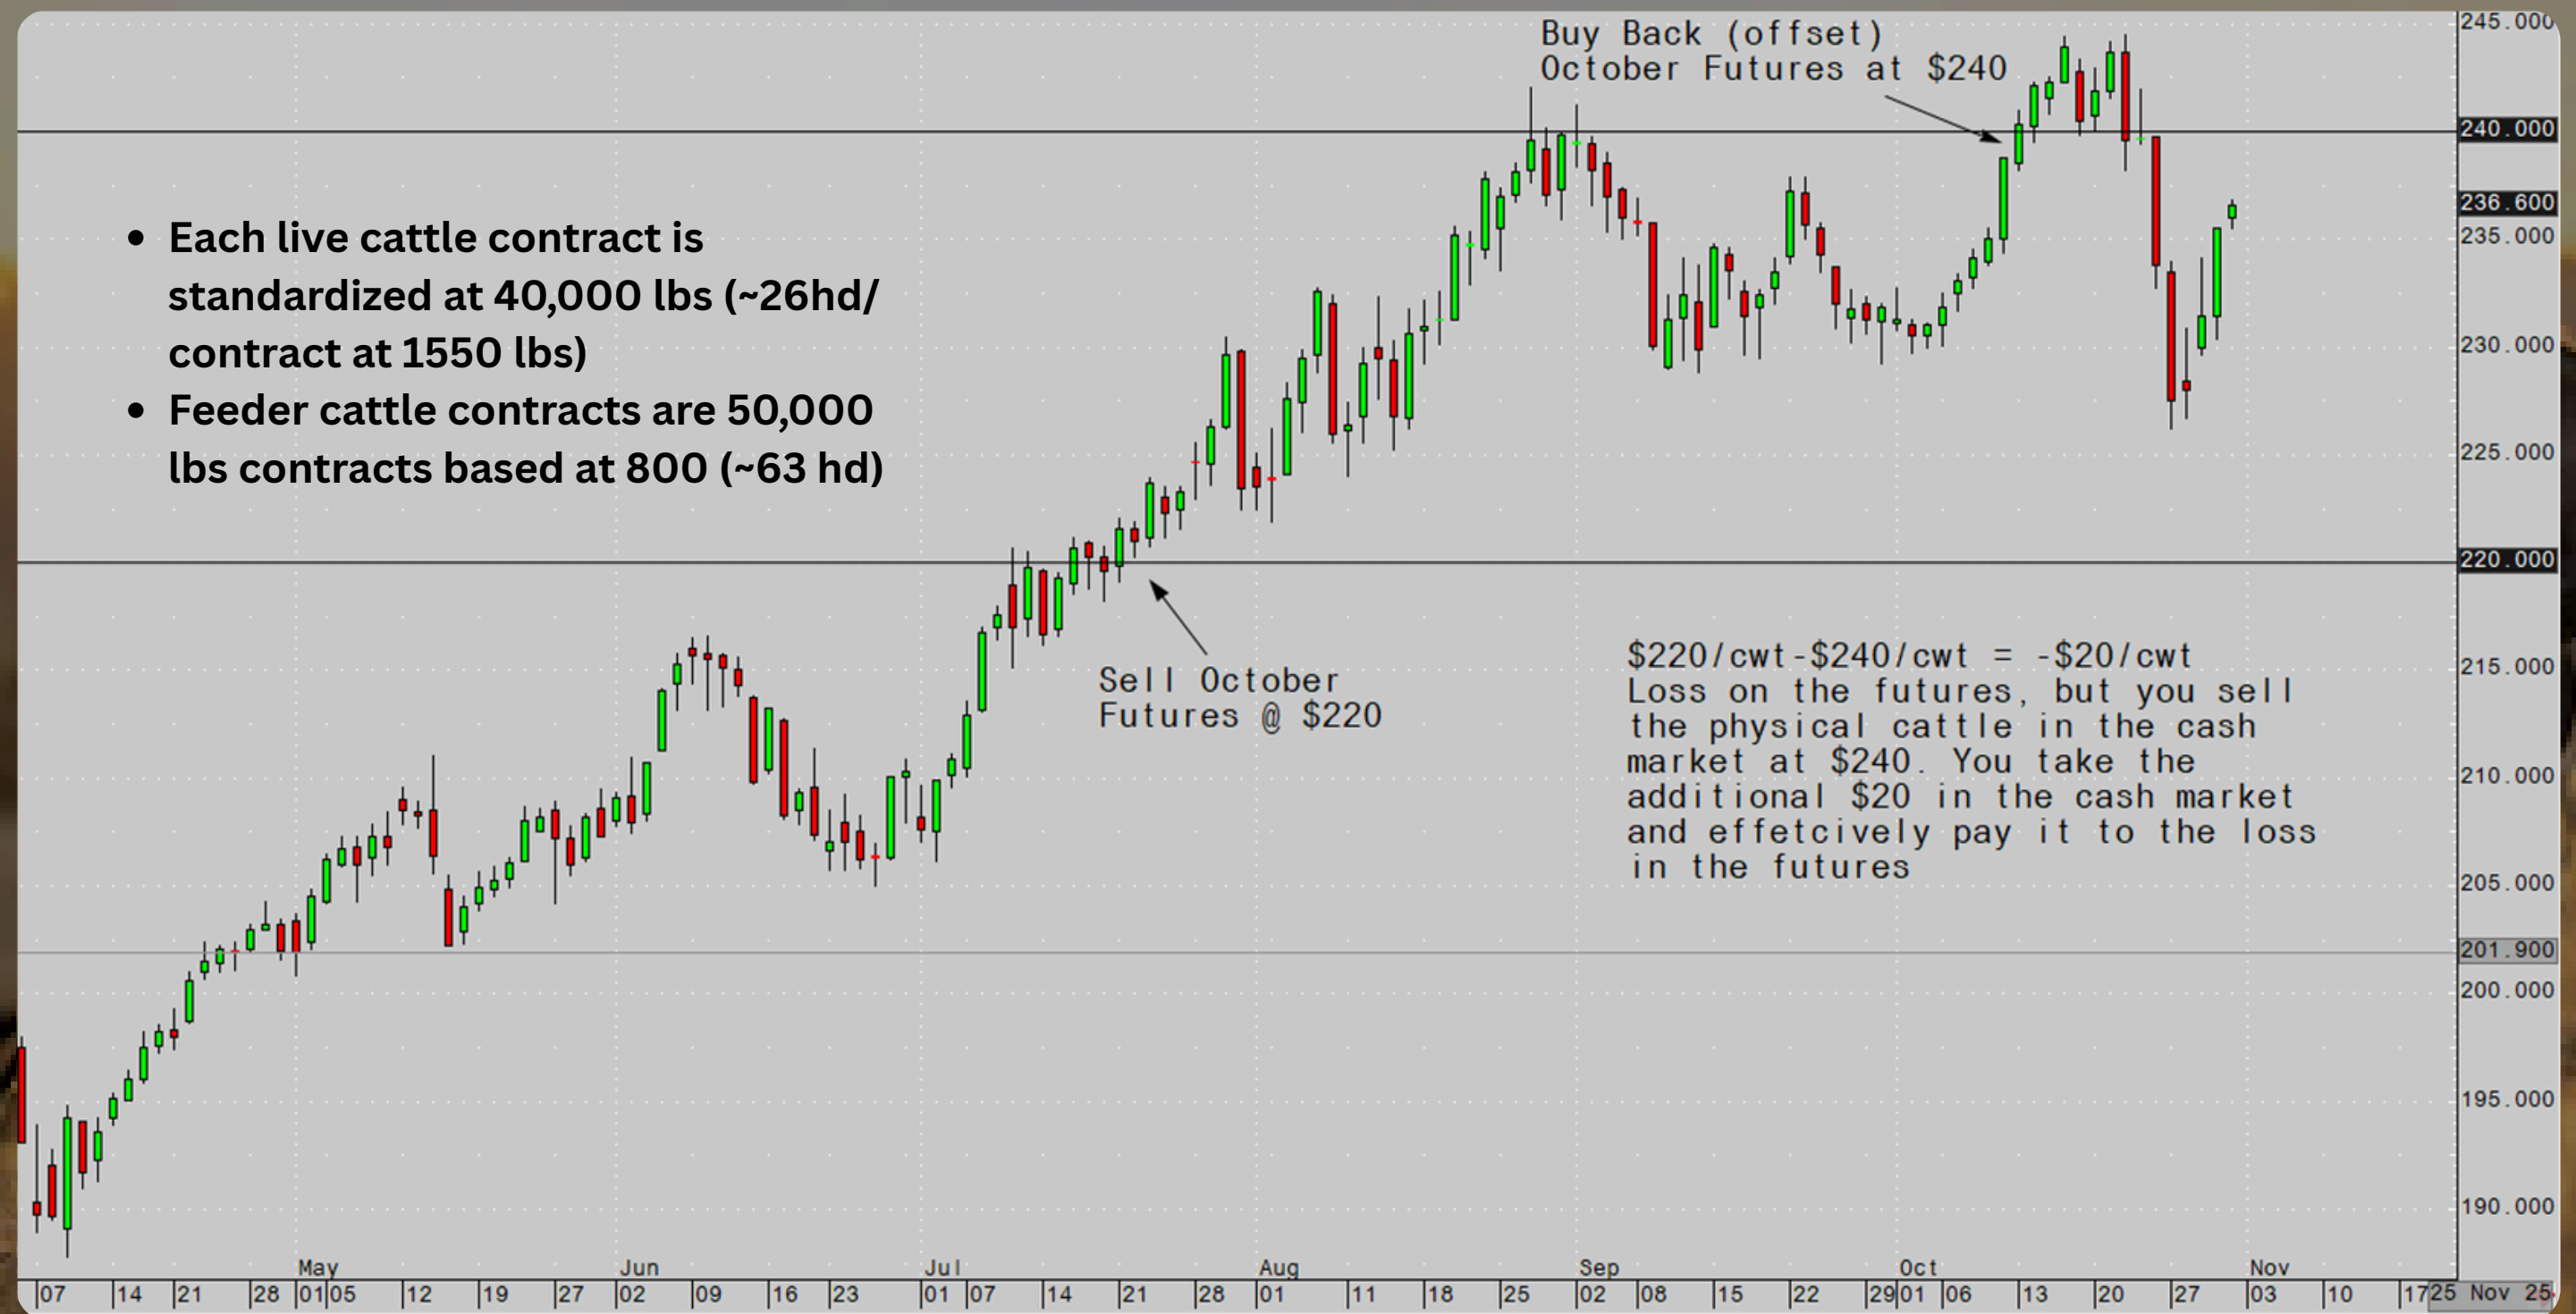 Buy Back (offset)
October Futures at $240
• Each live cattle contract is
standardized at 40,000 lbs (~26hd/
contract at 1550 lbs)
• Feeder cattle contracts are 50,000
lbs contracts based at 800 (~63 hd)
Sell October
Futures @ $220
$220/cwt-$240/cwt = -$20/cwt
Loss on the futures, but you sell
the physical cattle in the cash
market at $240. You take the
additional $20 in the cash market
and effetcively pay it to the loss
in the futures
245.000
240.000
236.600
235.000
230.000
225.000
220.000
215.000
210.000
205.000
201.900
200.000
195.000
190.000
May Jun Jul Aug Sep Oct Nov
07 14 21 28 01 05 12 19 27 02 09 16 23 01 07 14 21 28 01 11 18 25 02 08 15 22 29 01 06 13 20 27 03 10 17 25 Nov 25